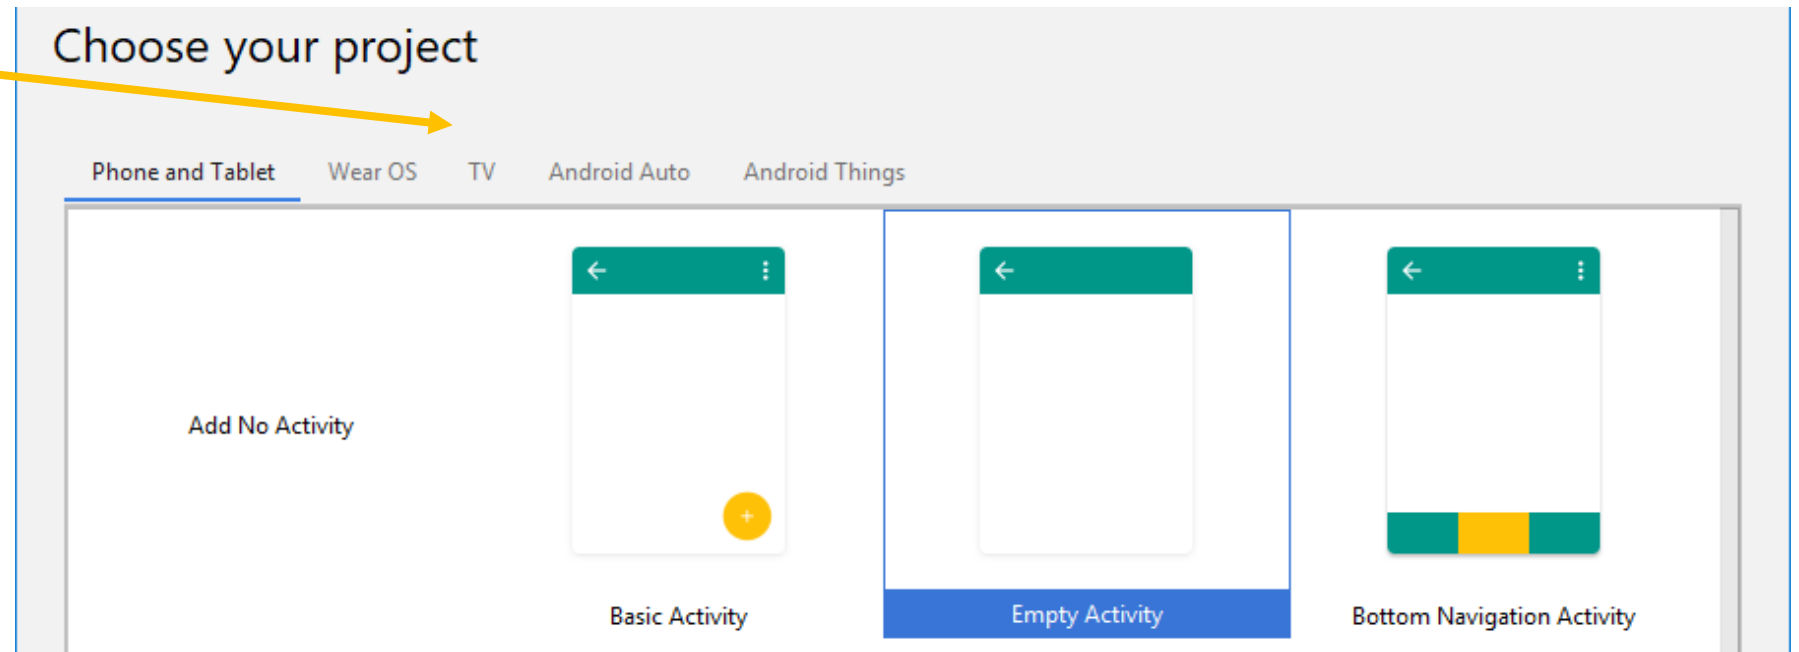 Choose your project
Phone and Tablet Wear OS TV Android Auto Android Things
Add No Activity
Basic Activity Empty Activity Bottom Navigation Activity